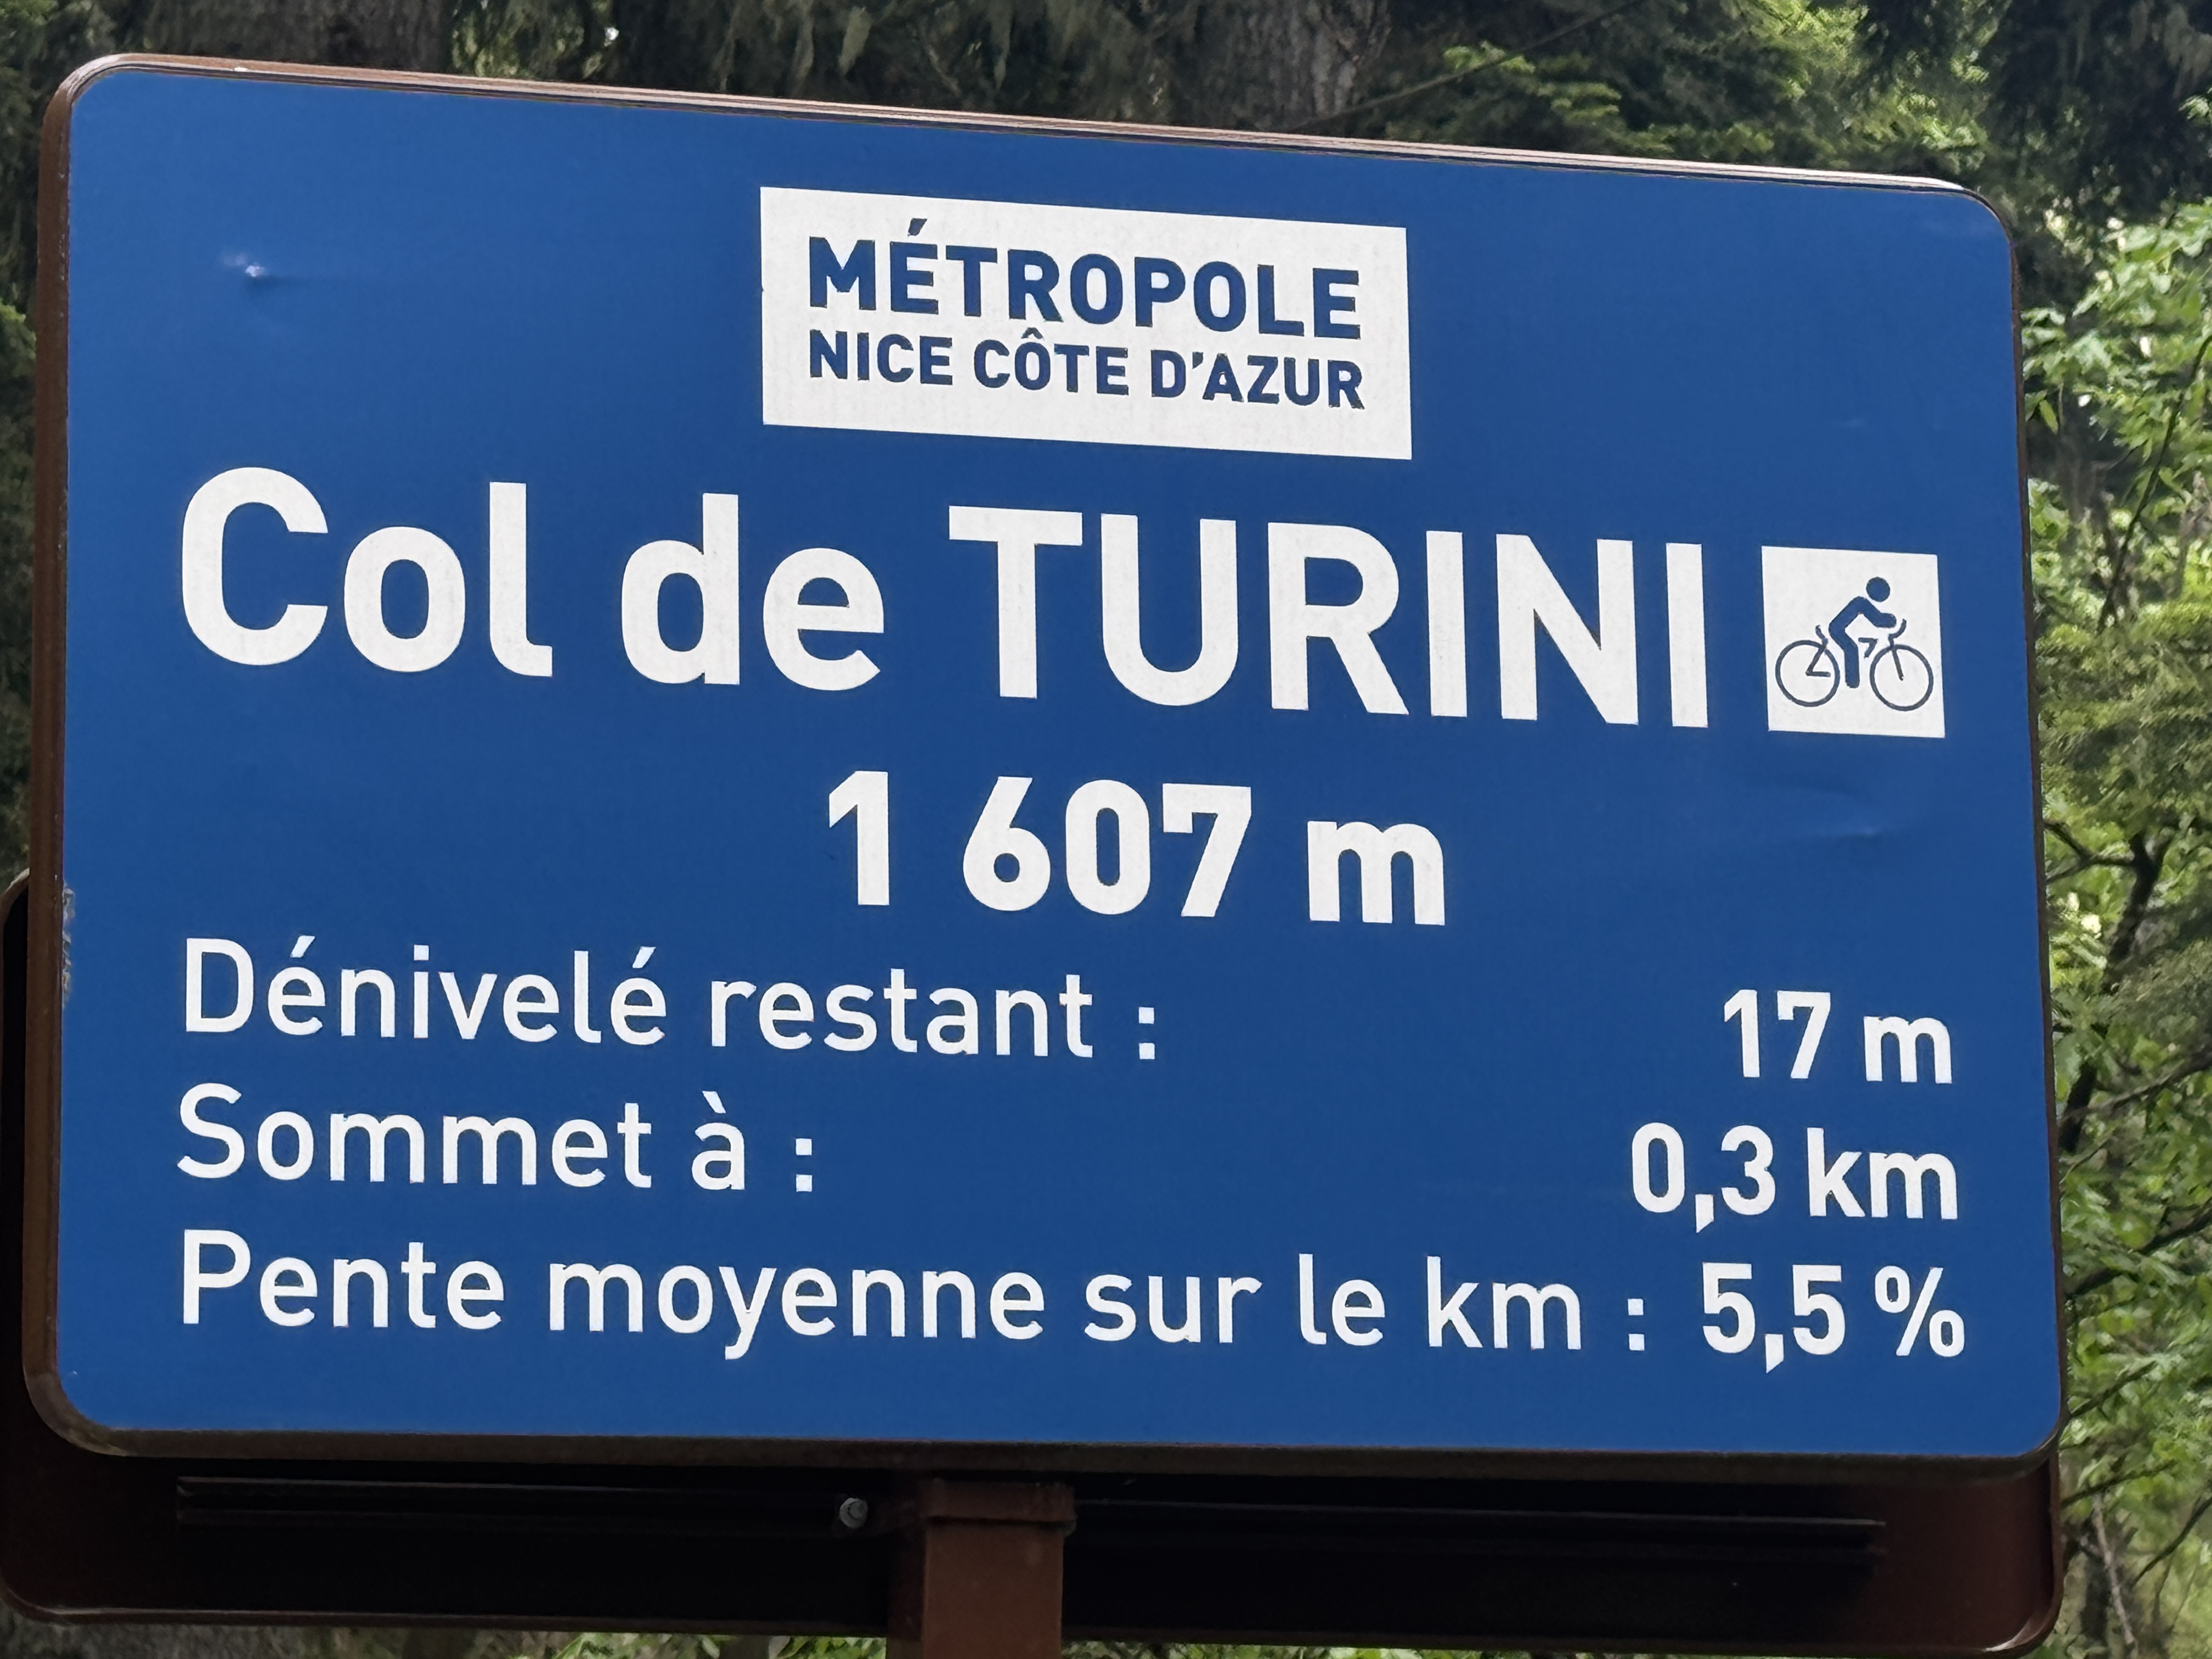 MÉTROPOLE
NICE CÔTE D'AZUR
Col de TURINI
1 607 m
Dénivelé restant : 17 m
Sommet à : 0,3 km
Pente moyenne sur le km : 5,5 %